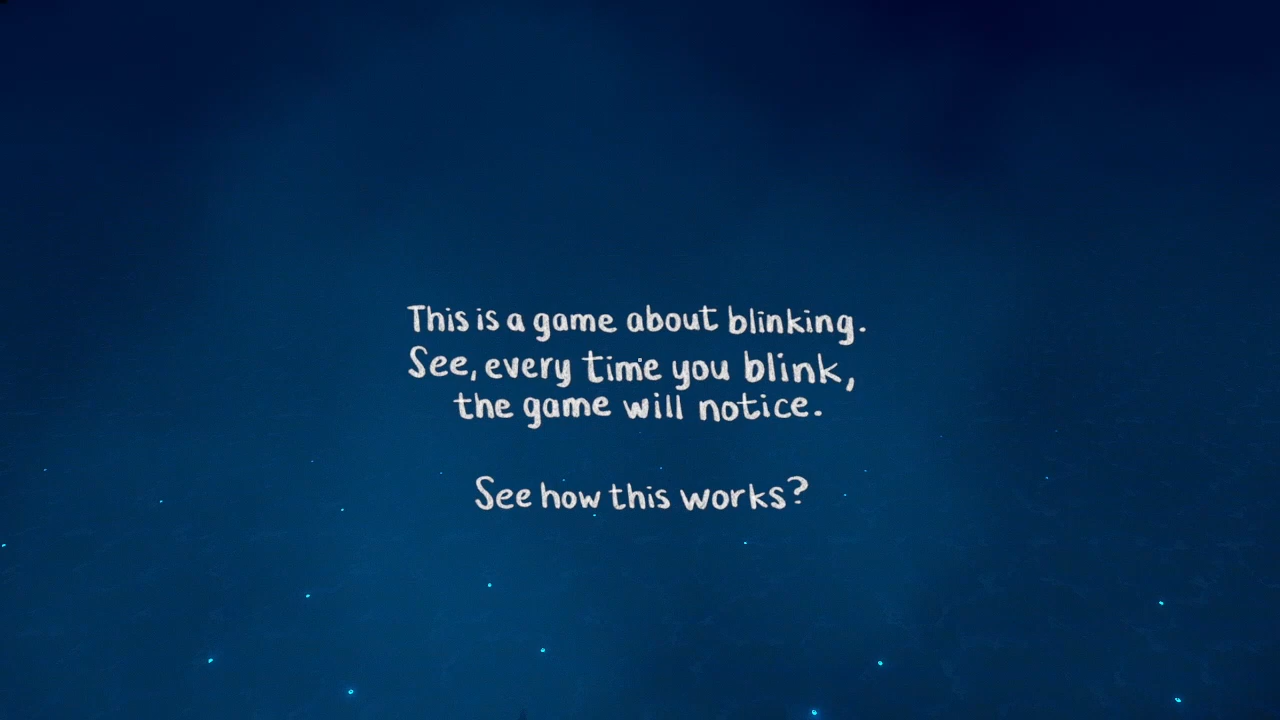 This is a game about blinking.
See, every time you blink,
the game will notice.
See how this works?